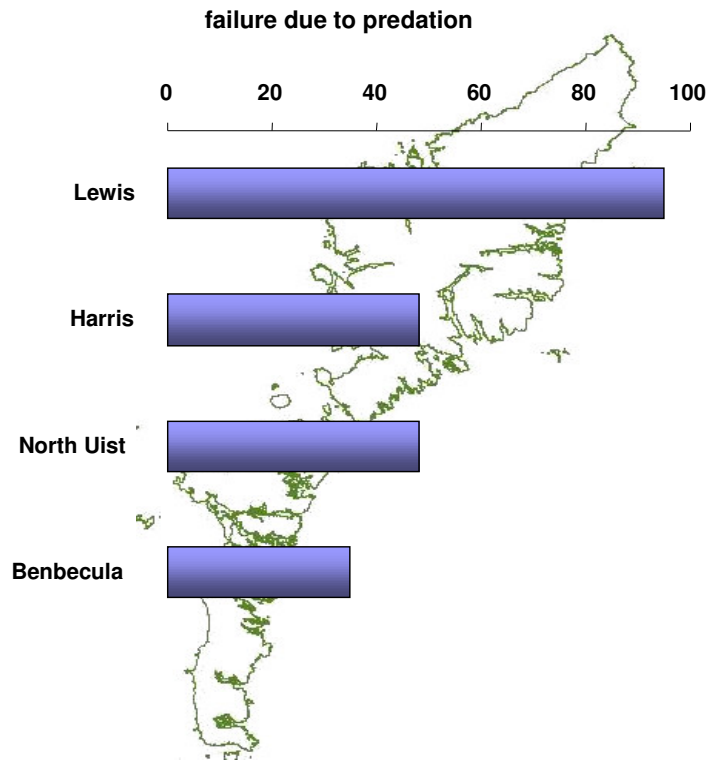 failure due to predation
0 20 40 60 80 100
Lewis
Harris
North Uist
Benbecula